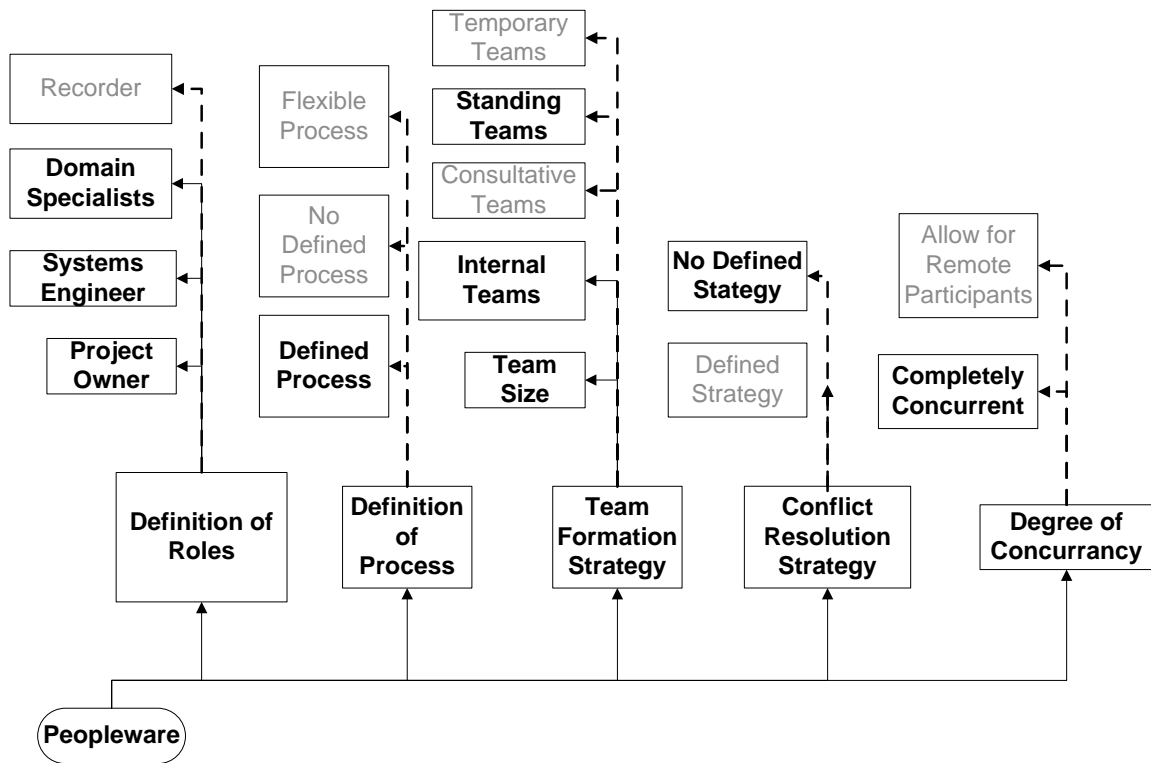 Temporary
Teams
Recorder
Flexible
Process
Standing
Teams
Domain
Specialists
Consultative
Teams
No
Defined
Process
Allow for
Remote
Participants
Systems
Engineer
Internal
Teams
No Defined
Stategy
Project
Owner
Defined
Process
Team
Size
Defined
Strategy
Completely
Concurrent
Definition of
Roles
Definition
of
Process
Team
Formation
Strategy
Conflict
Resolution
Strategy
Degree of
Concurrancy
Peopleware